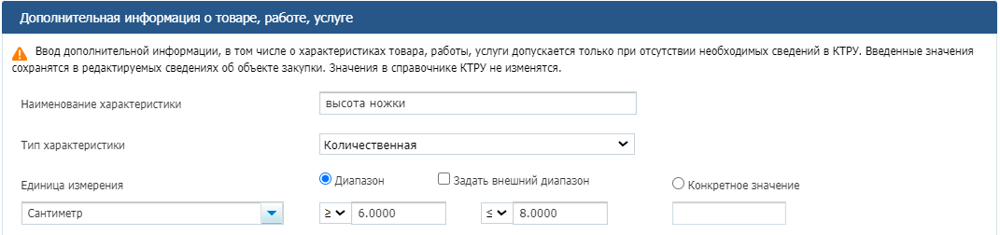 Дополнительная информация о товаре, работе, услуге
Ввод дополнительной информации, в том числе о характеристиках товара, работы, услуги допускается только при отсутствии необходимых сведений в КТРУ. Введенные значения
сохранятся в редактируемых сведениях об объекте закупки. Значения в справочнике КТРУ не изменятся.
Наименование характеристики высота ножки
Тип характеристики Количественная
Единица измерения Диапазон Задать внешний диапазон Конкретное значение
Сантиметр ≥ 6.0000 ≤ 8.0000